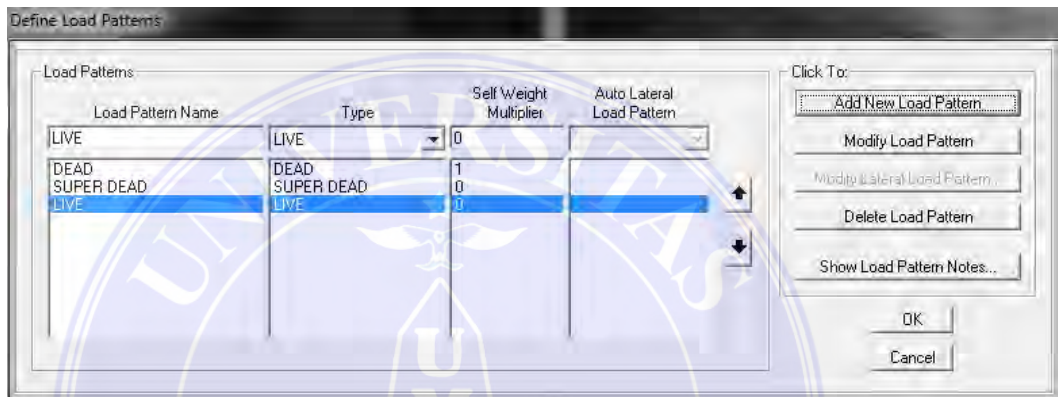 Define Load Patterns
Load Patterns
Click To:
Load Pattern Name
Type
Self Weight
Multiplier
Auto Lateral
Load Pattern
LIVE LIVE 0
DEAD DEAD 1
SUPER DEAD SUPER DEAD 0
LIVE LIVE 0
Add New Load Pattern
Modify Load Pattern
Modify Lateral Load Pattern...
Delete Load Pattern
Show Load Pattern Notes...
OK
Cancel
UNIVERSITAS
U